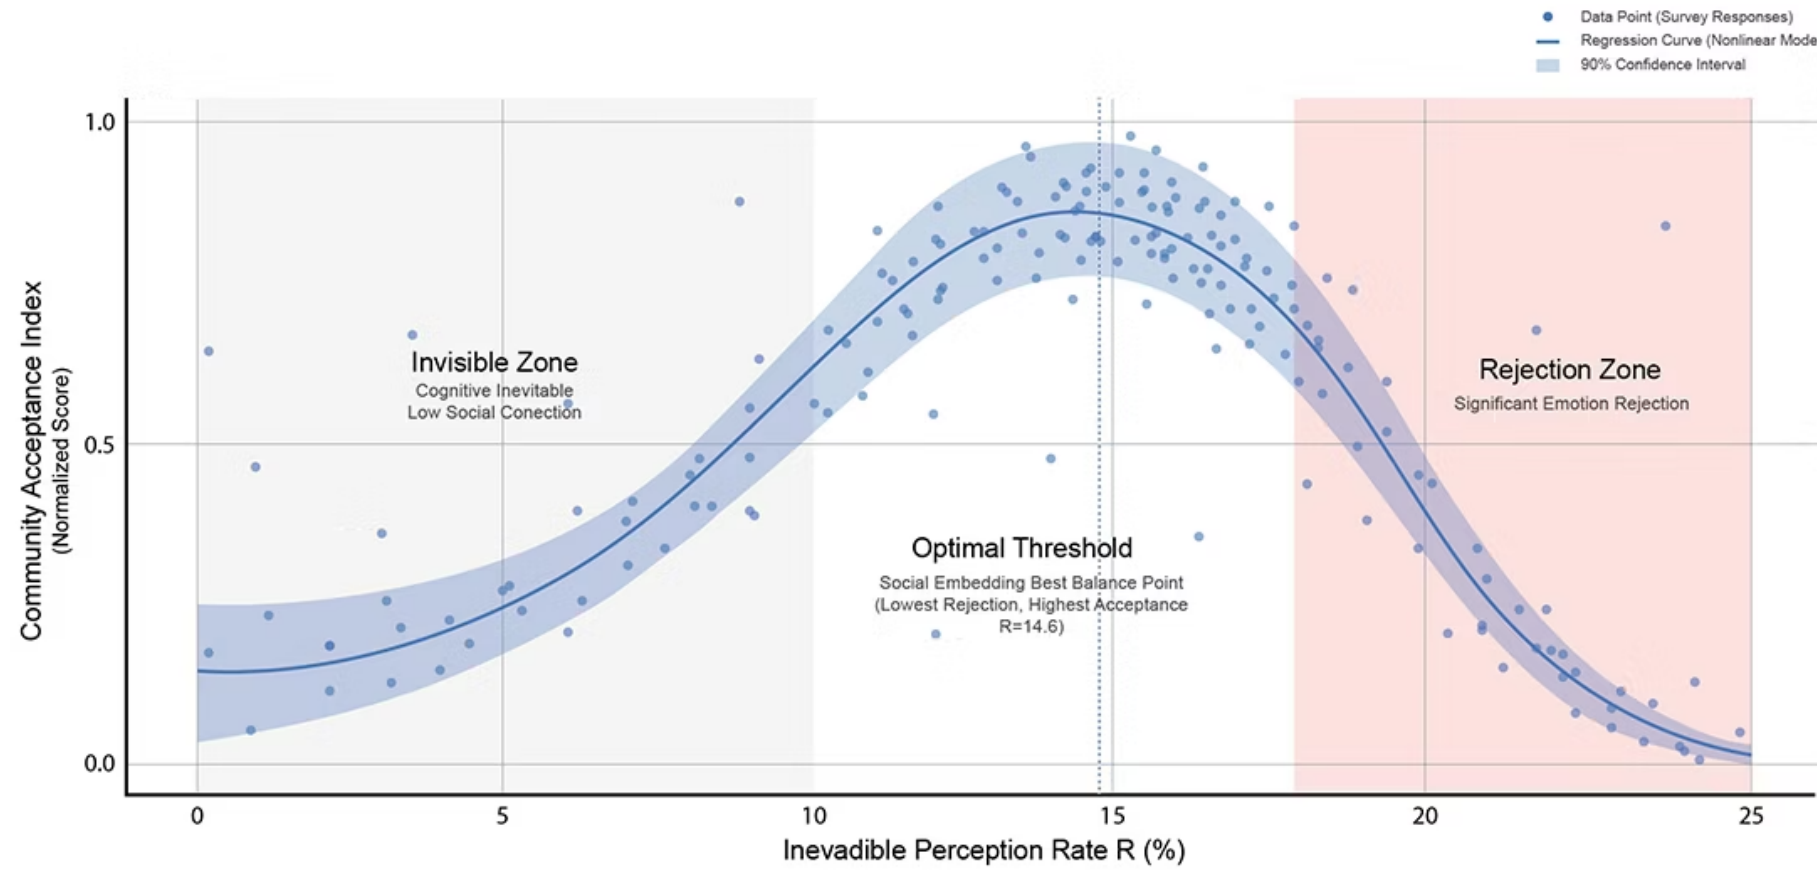 Data Point (Survey Responses)
Regression Curve (Nonlinear Mode
90% Confidence Interval
Community Acceptance Index
(Normalized Score)
1.0
0.5
0.0
Invisible Zone
Cognitive Inevitable
Low Social Conection
Optimal Threshold
Social Embedding Best Balance Point
(Lowest Rejection, Highest Acceptance
R=14.6)
Rejection Zone
Significant Emotion Rejection
0 5 10 15 20 25
Inevadible Perception Rate R (%)